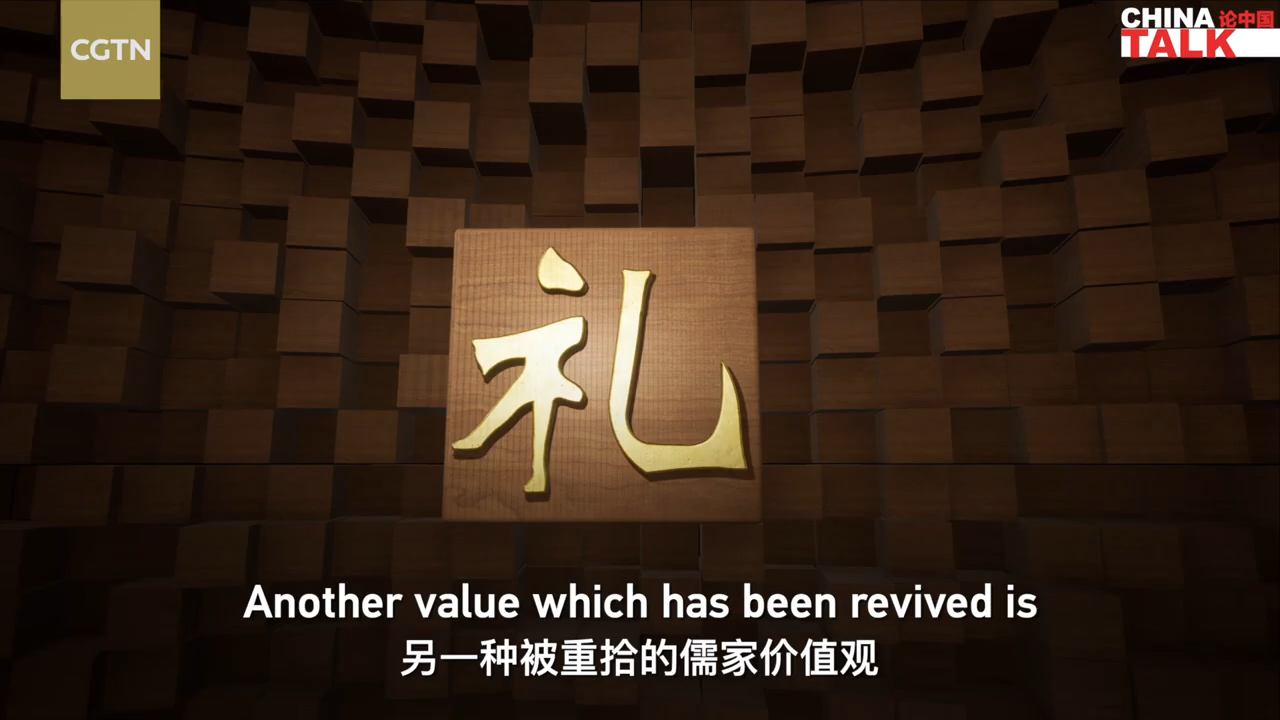 CGTN
CHINA 论中国
TALK
礼
Another value which has been revived is
另一种被重拾的儒家价值观